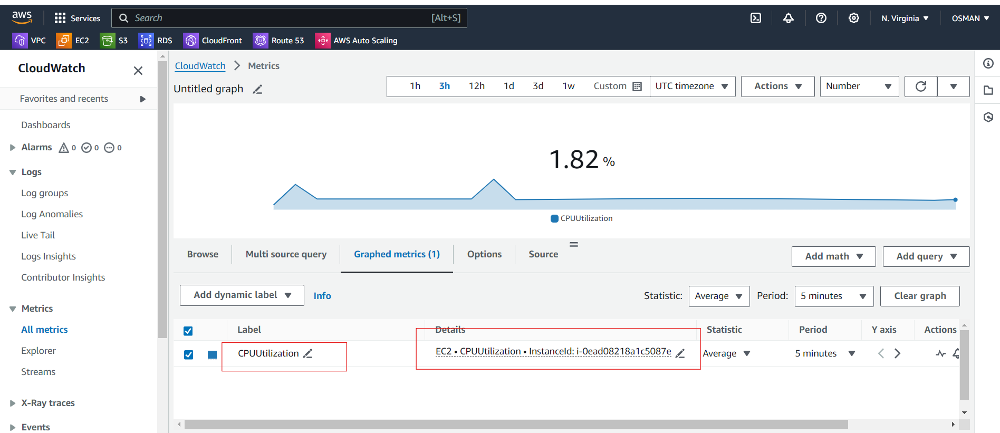 aws Services Search [Alt+S] N. Virginia OSMAN
VPC EC2 S3 RDS CloudFront Route 53 AWS Auto Scaling
CloudWatch
Favorites and recents
Dashboards
Alarms 0 0 0
Logs
Log groups
Log Anomalies
Live Tail
Logs Insights
Contributor Insights
Metrics
All metrics
Explorer
Streams
X-Ray traces
Events
CloudWatch Metrics
Untitled graph
1h 3h 12h 1d 3d 1w Custom UTC timezone Actions Number
1.82 %
CPUUtilization
Browse Multi source query Graphed metrics (1) Options Source Add math Add query
Add dynamic label Info Statistic: Average Period: 5 minutes Clear graph
Label Details Statistic Period Y axis Actions
CPUUtilization EC2 • CPUUtilization • InstanceId: i-0ead08218a1c5087e Average 5 minutes